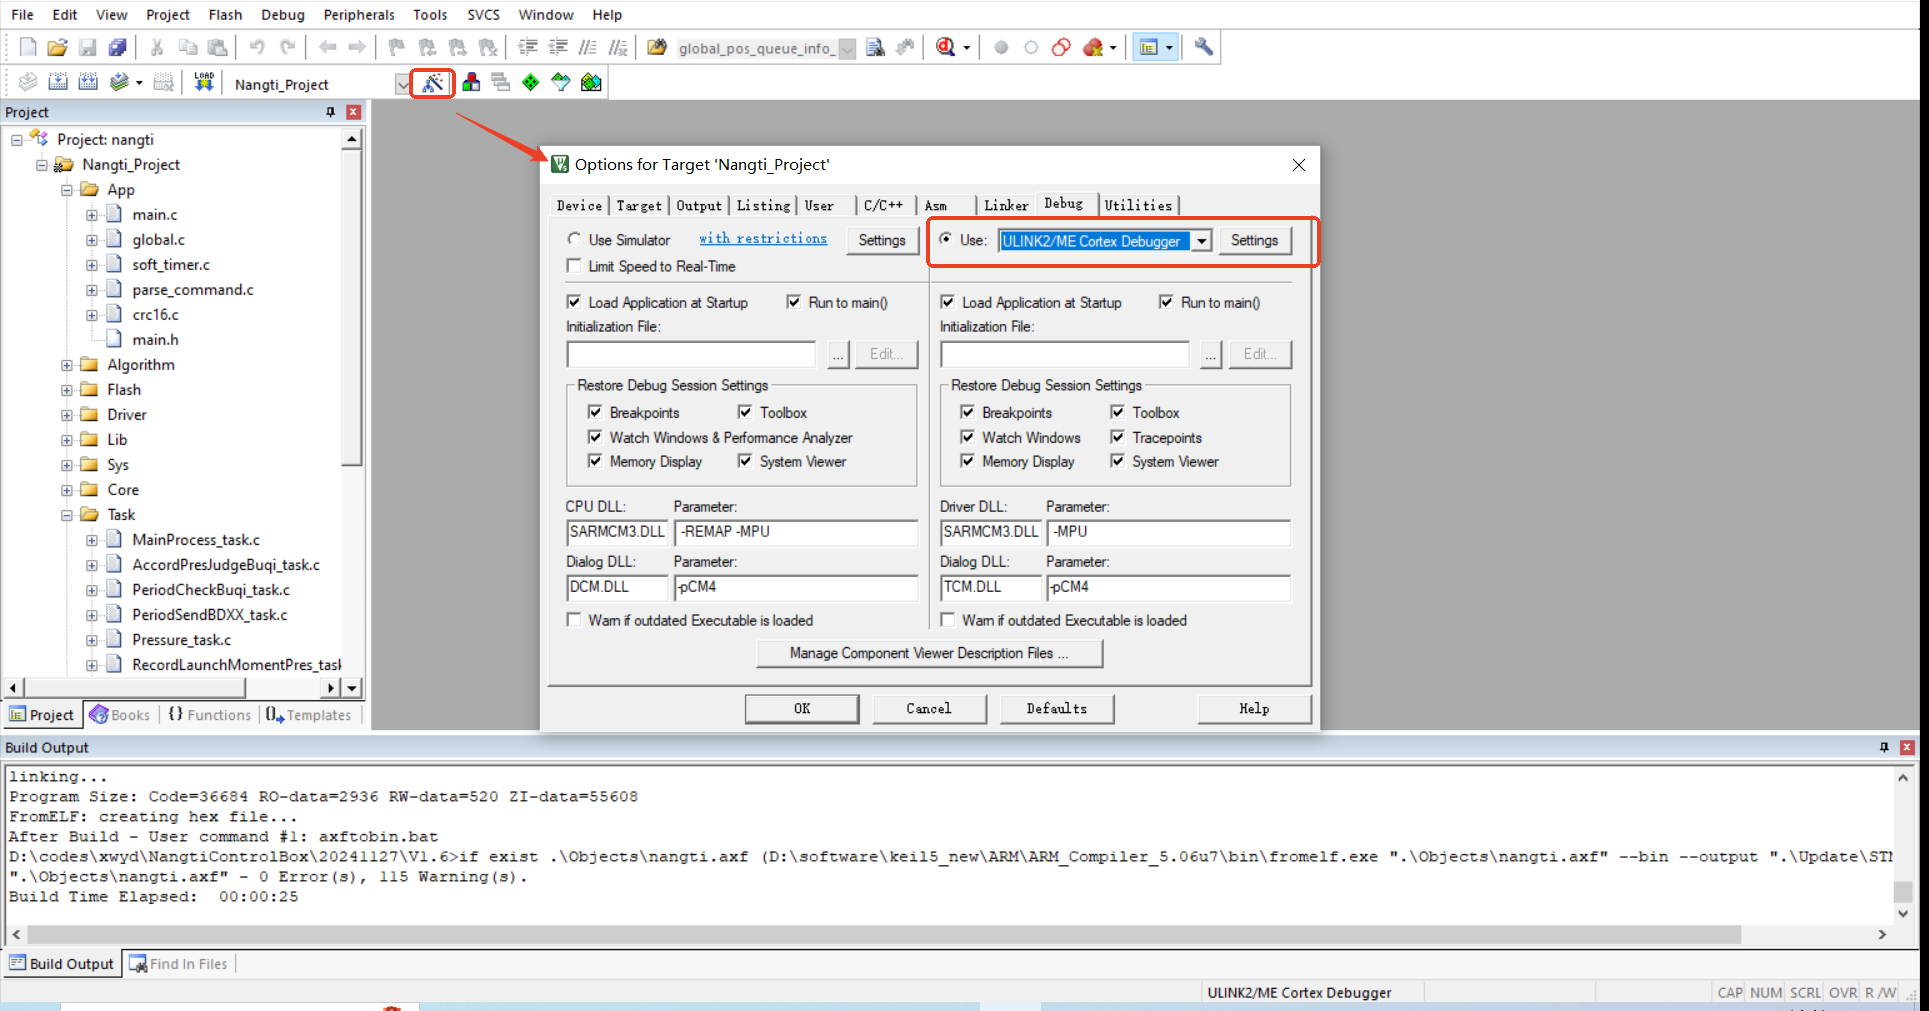 File Edit View Project Flash Debug Peripherals Tools SVCS Window Help
global_pos_queue_info_
LOAD Nangti_Project
Project
Project: nangti
Nangti_Project
App
main.c
global.c
soft_timer.c
parse_command.c
crc16.c
main.h
Algorithm
Flash
Driver
Lib
Sys
Core
Task
MainProcess_task.c
AccordPresJudgeBuqi_task.c
PeriodCheckBuqi_task.c
PeriodSendBDXX_task.c
Pressure_task.c
RecordLaunchMomentPres_task
Project Books {} Functions Templates
Options for Target 'Nangti_Project'
Device Target Output Listing User C/C++ Asm Linker Debug Utilities
Use Simulator with restrictions Settings Use: ULINK2/ME Cortex Debugger Settings
Limit Speed to Real-Time
Load Application at Startup Run to main() Load Application at Startup Run to main()
Initialization File: Initialization File:
... Edit... ... Edit...
Restore Debug Session Settings Restore Debug Session Settings
Breakpoints Toolbox Breakpoints Toolbox
Watch Windows & Performance Analyzer Watch Windows Tracepoints
Memory Display System Viewer Memory Display System Viewer
CPU DLL: Parameter: Driver DLL: Parameter:
SARMCM3.DLL -REMAP -MPU SARMCM3.DLL -MPU
Dialog DLL: Parameter: Dialog DLL: Parameter:
DCM.DLL -pCM4 TCM.DLL -pCM4
Warn if outdated Executable is loaded Warn if outdated Executable is loaded
Manage Component Viewer Description Files ...
OK Cancel Defaults Help
Build Output
linking...
Program Size: Code=36684 RO-data=2936 RW-data=520 ZI-data=55608
FromELF: creating hex file...
After Build - User command #1: axftobin.bat
D:\codes\xwyd\NangtiControlBox\20241127\V1.6>if exist .\Objects\nangti.axf (D:\software\keil5_new\ARM\ARM_Compiler_5.06u7\bin\fromelf.exe ".\Objects\nangti.axf" --bin --output ".\Update\STM
".\Objects\nangti.axf" - 0 Error(s), 115 Warning(s).
Build Time Elapsed:  00:00:25
Build Output Find In Files
ULINK2/ME Cortex Debugger CAP NUM SCRL OVR R/W